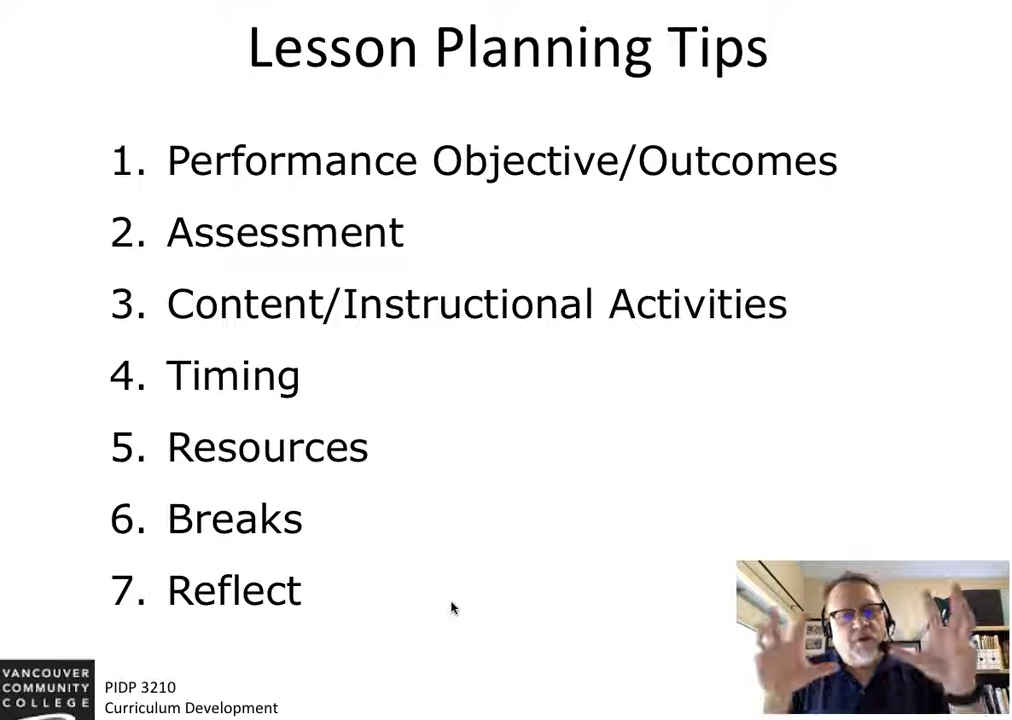 Lesson Planning Tips
1. Performance Objective/Outcomes
2. Assessment
3. Content/Instructional Activities
4. Timing
5. Resources
6. Breaks
7. Reflect
VANCOUVER
COMMUNITY
COLLEGE
PIDP 3210
Curriculum Development